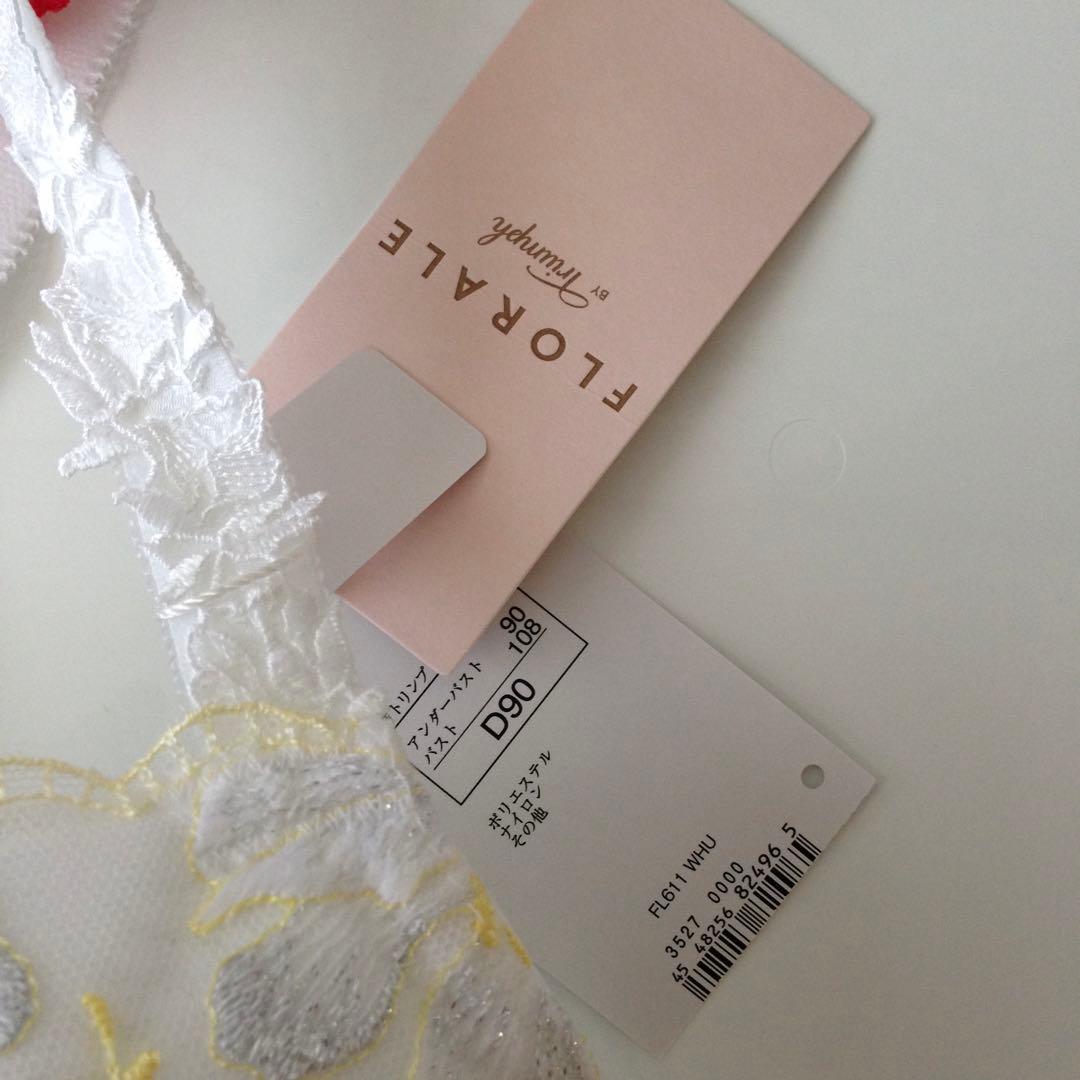 FLORALE
BY Triumph
トリンプ
アンダーバスト 90
バスト 108
D90
ポリエステル
ナイロン
その他
FL611 WHU
3527 0000
45 48256 82496 5